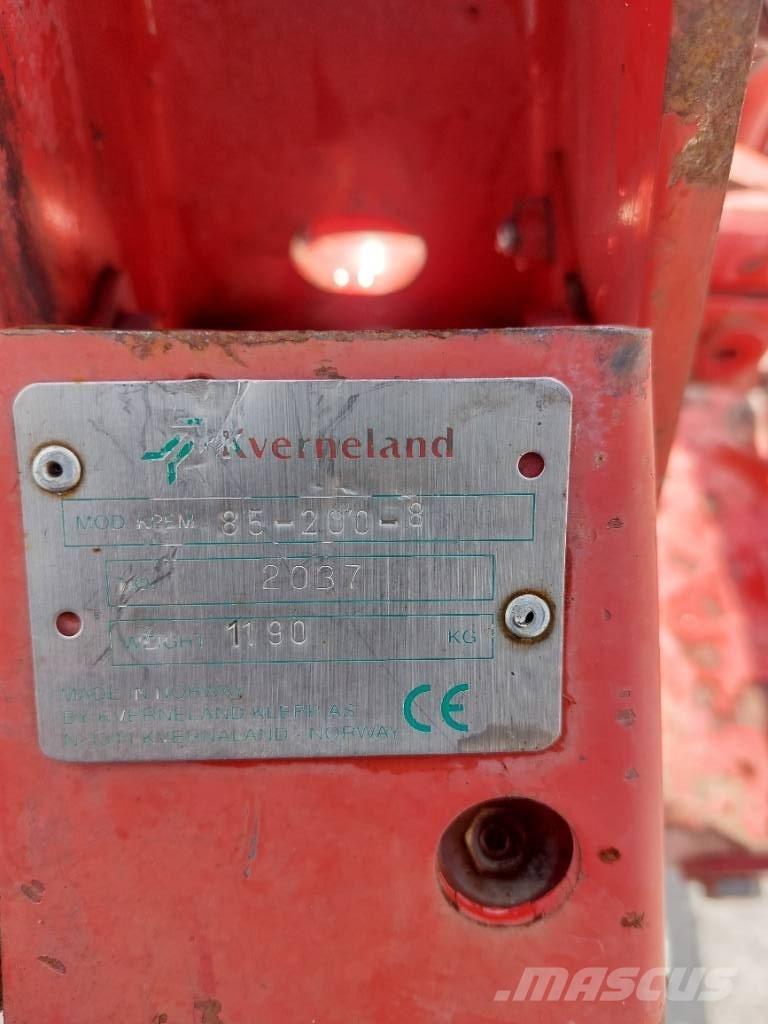 Kverneland
MOD 85-200-8
2037
WEIGHT 1190 KG
MADE IN NORWAY
BY KVERNELAND KLEPP AS
KVERNALAND - NORWAY
CE
MASCUS